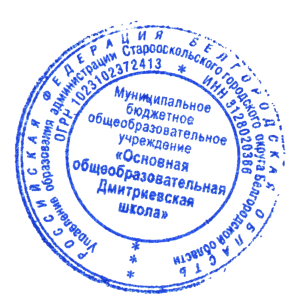 РОССИЙСКАЯ ФЕДЕРАЦИЯ БЕЛГОРОДСКАЯ ОБЛАСТЬ
Управление образования администрации Старооскольского городского округа Белгородской области
ОГРН 1023102372413 * ИНН 3128020396
Муниципальное
бюджетное
общеобразовательное
учреждение
«Основная
общеобразовательная
Дмитриевская
школа»
* * *